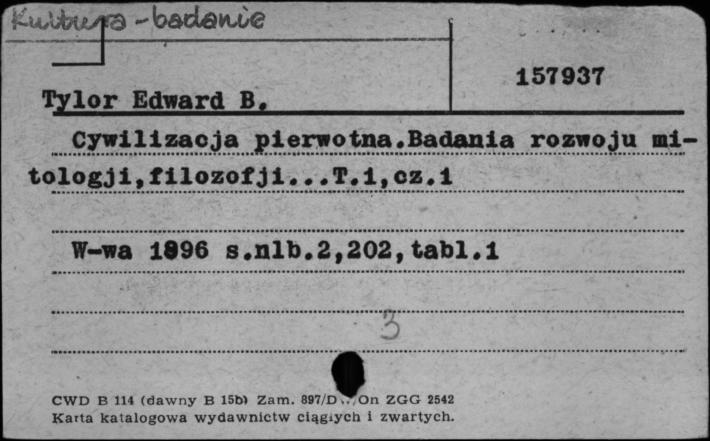 Kultura - badanie
157937
Tylor Edward B.
Cywilizacja pierwotna.Badania rozwoju mi-
tologji,filozofji...T.1,cz.1
W-wa 1896 s.nlb.2,202,tabl.1
3
CWD B 114 (dawny B 15b) Zam. 897/D On ZGG 2542
Karta katalogowa wydawnictw ciągłych i zwartych.